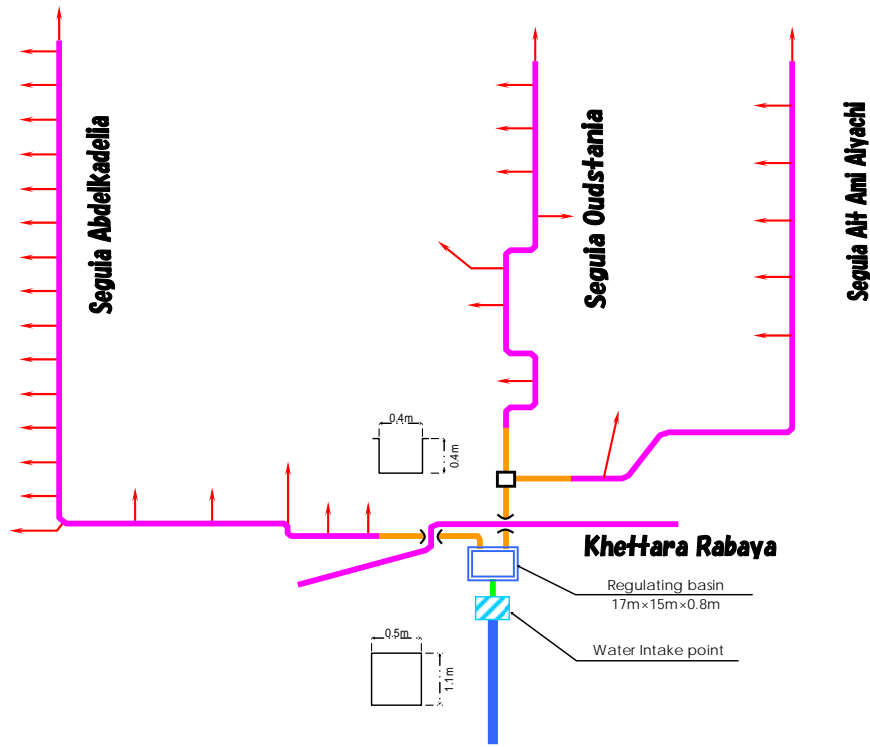 Seguia Abdelkadelia
Seguia Oudstania
Seguia Ait Ami Aiyachi
0.4m
0.4m
Khettara Rabaya
Regulating basin
17m×15m×0.8m
0.5m
1.1m
Water Intake point